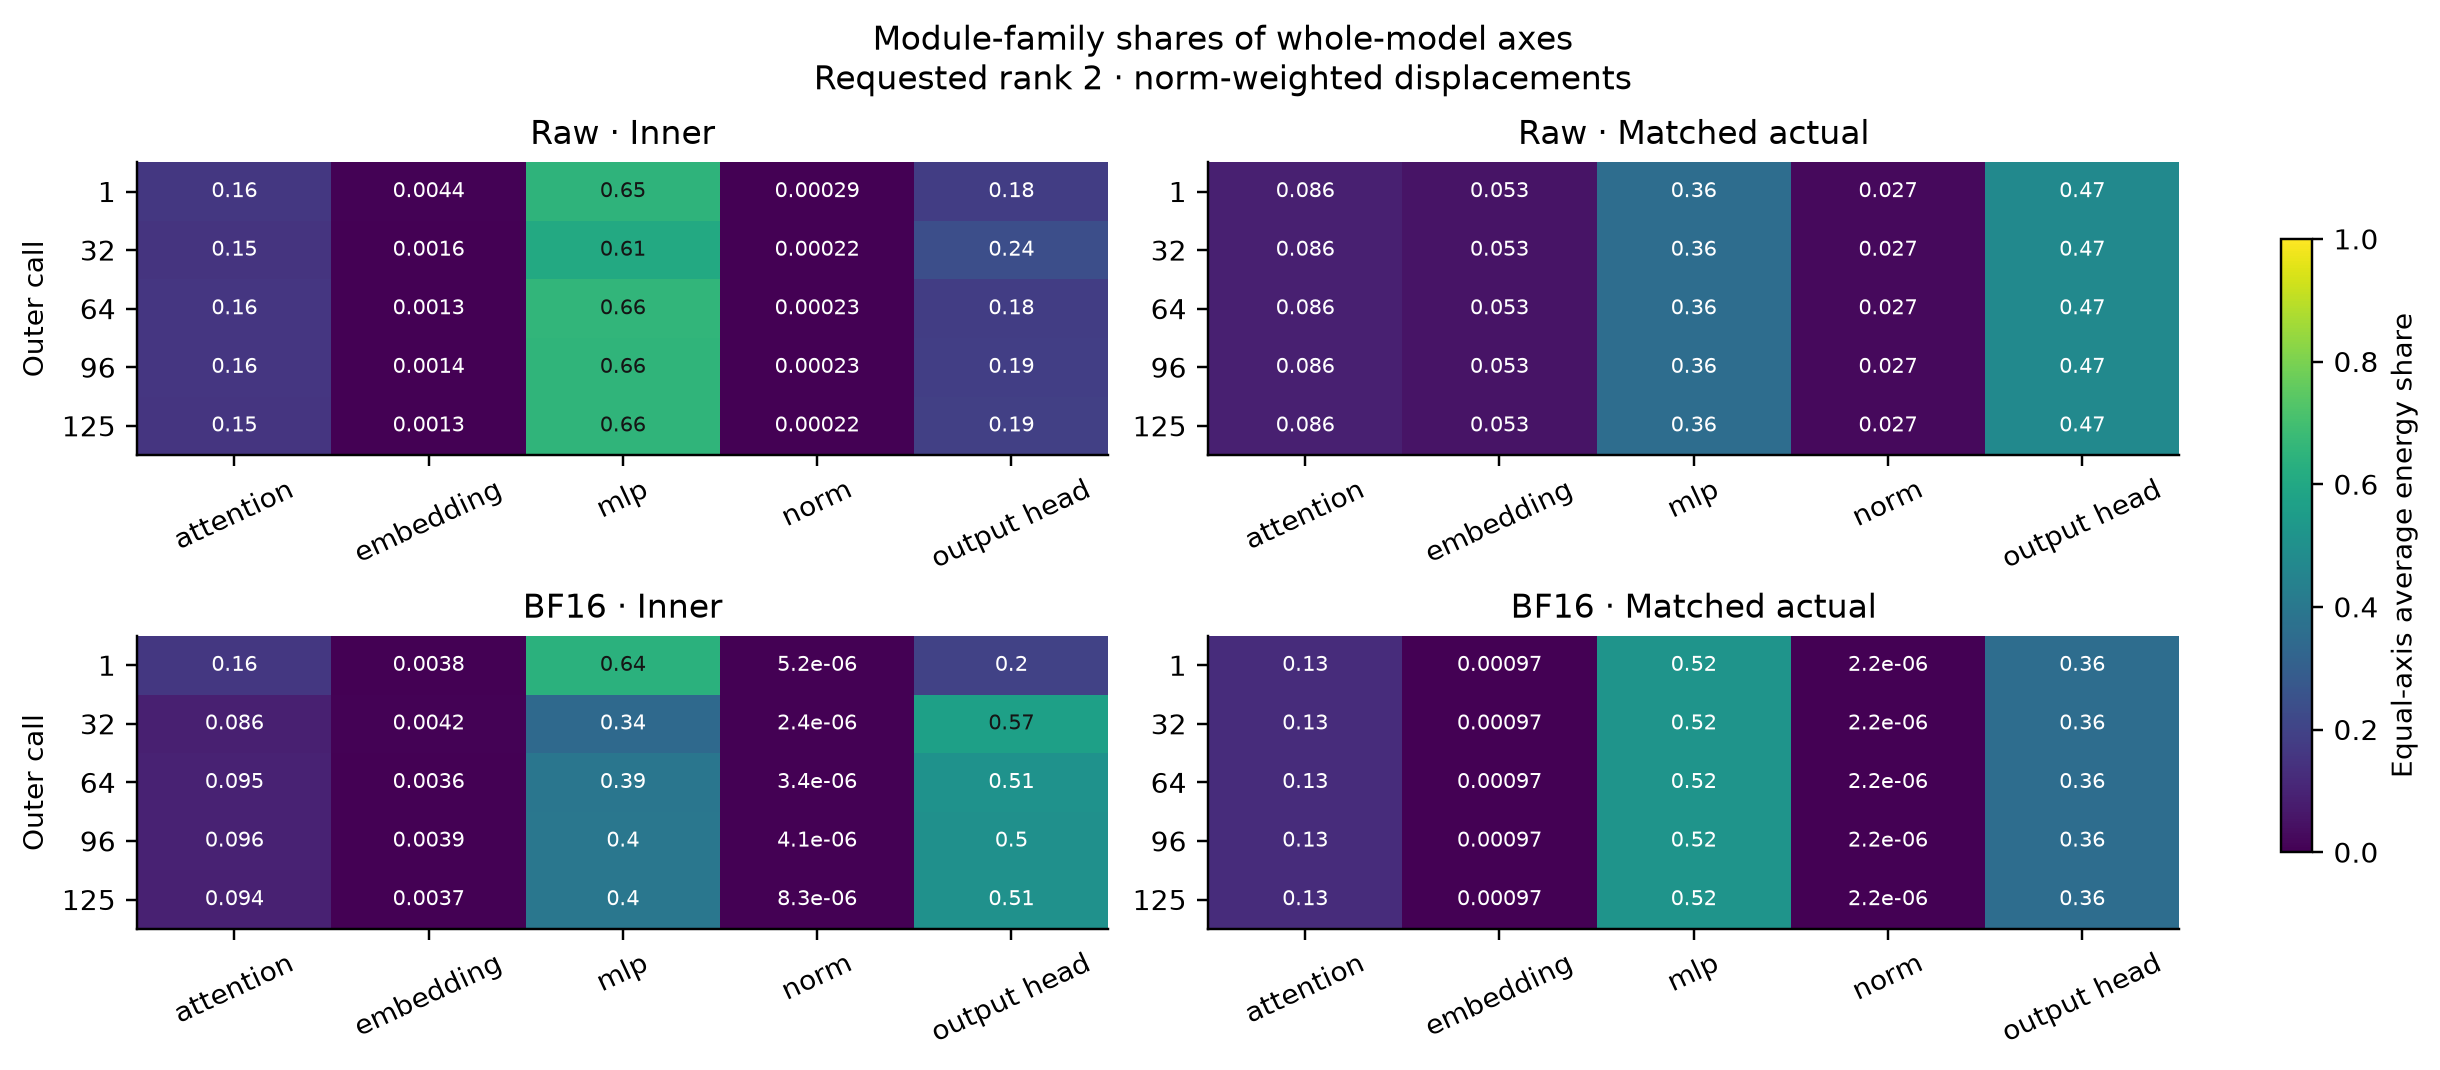 Module-family shares of whole-model axes
Requested rank 2 · norm-weighted displacements
Raw · Inner
Outer call
1 0.16 0.0044 0.65 0.00029 0.18
32 0.15 0.0016 0.61 0.00022 0.24
64 0.16 0.0013 0.66 0.00023 0.18
96 0.16 0.0014 0.66 0.00023 0.19
125 0.15 0.0013 0.66 0.00022 0.19
attention embedding mlp norm output head
Raw · Matched actual
1 0.086 0.053 0.36 0.027 0.47
32 0.086 0.053 0.36 0.027 0.47
64 0.086 0.053 0.36 0.027 0.47
96 0.086 0.053 0.36 0.027 0.47
125 0.086 0.053 0.36 0.027 0.47
attention embedding mlp norm output head
BF16 · Inner
Outer call
1 0.16 0.0038 0.64 5.2e-06 0.2
32 0.086 0.0042 0.34 2.4e-06 0.57
64 0.095 0.0036 0.39 3.4e-06 0.51
96 0.096 0.0039 0.4 4.1e-06 0.5
125 0.094 0.0037 0.4 8.3e-06 0.51
attention embedding mlp norm output head
BF16 · Matched actual
1 0.13 0.00097 0.52 2.2e-06 0.36
32 0.13 0.00097 0.52 2.2e-06 0.36
64 0.13 0.00097 0.52 2.2e-06 0.36
96 0.13 0.00097 0.52 2.2e-06 0.36
125 0.13 0.00097 0.52 2.2e-06 0.36
attention embedding mlp norm output head
1.0
0.8
0.6
0.4
0.2
0.0
Equal-axis average energy share